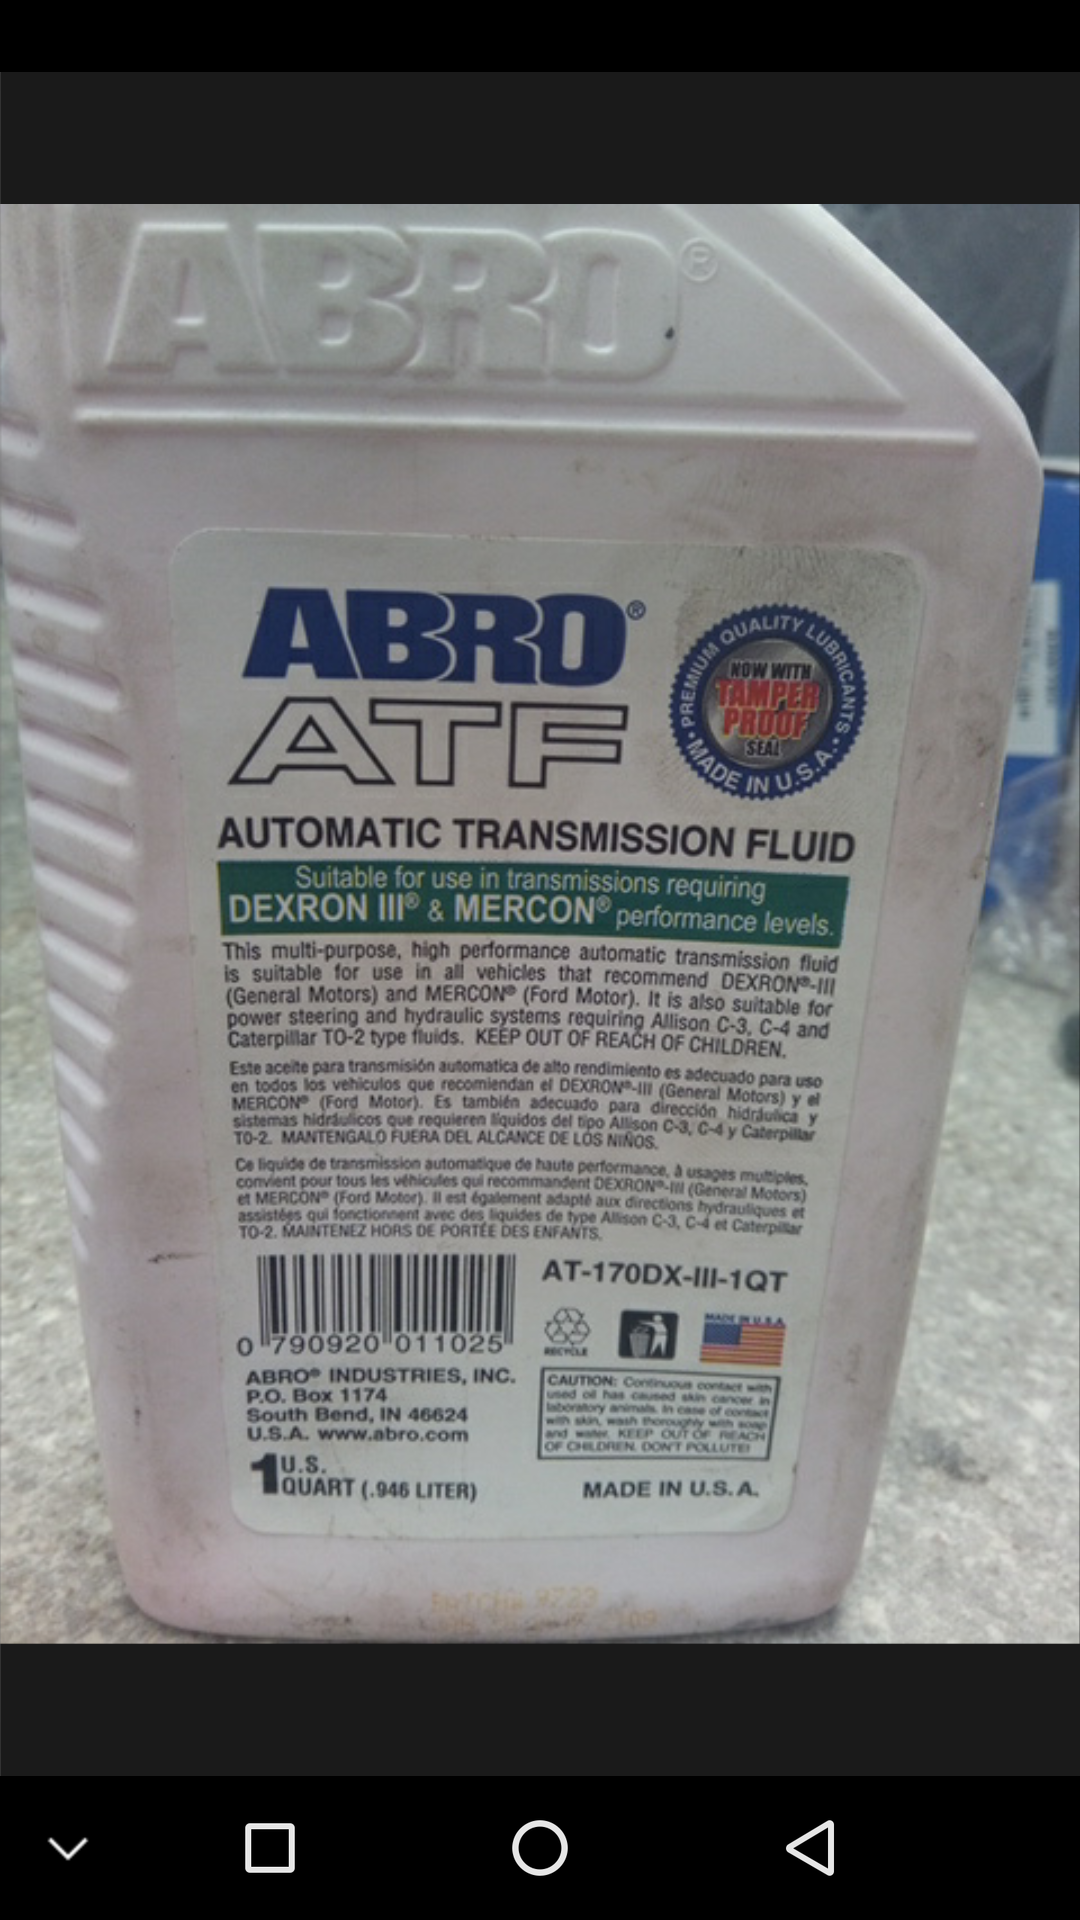 ABRO®
ABRO®
ATF
PREMIUM QUALITY LUBRICANTS
NOW WITH
TAMPER
PROOF
SEAL
• MADE IN U.S.A. •
AUTOMATIC TRANSMISSION FLUID
Suitable for use in transmissions requiring
DEXRON III® & MERCON® performance levels.
This multi-purpose, high performance automatic transmission fluid
is suitable for use in all vehicles that recommend DEXRON®-III
(General Motors) and MERCON® (Ford Motor). It is also suitable for
power steering and hydraulic systems requiring Allison C-3, C-4 and
Caterpillar TO-2 type fluids. KEEP OUT OF REACH OF CHILDREN.
Este aceite para transmisión automatica de alto rendimiento es adecuado para uso
en todos los vehiculos que recomiendan el DEXRON®-III (General Motors) y el
MERCON® (Ford Motor). Es también adecuado para dirección hidráulica y
sistemas hidráulicos que requieren líquidos del tipo Allison C-3, C-4 y Caterpillar
TO-2. MANTENGALO FUERA DEL ALCANCE DE LOS NIÑOS.
Ce liquide de transmission automatique de haute performance, à usages multiples,
convient pour tous les véhicules qui recommandent DEXRON®-III (General Motors)
et MERCON® (Ford Motor). Il est également adapté aux directions hydrauliques et
assistées qui fonctionnent avec des liquides de type Allison C-3, C-4 et Caterpillar
TO-2. MAINTENEZ HORS DE PORTÉE DES ENFANTS.
AT-170DX-III-1QT
0 790920 011025
RECYCLE
MADE IN U.S.A
ABRO® INDUSTRIES, INC.
P.O. Box 1174
South Bend, IN 46624
U.S.A. www.abro.com
CAUTION: Continuous contact with
used oil has caused skin cancer in
laboratory animals. In case of contact
with skin, wash thoroughly with soap
and water. KEEP OUT OF REACH
OF CHILDREN. DON'T POLLUTE!
1 U.S.
QUART (.946 LITER)
MADE IN U.S.A.